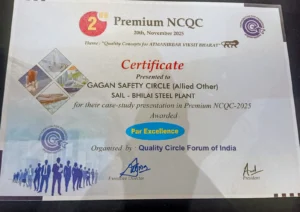 2nd Premium NCQC
20th, November 2025
Theme: "Quality Concepts for ATMANIRBHAR VIKSIT BHARAT"
Certificate
Presented to
GAGAN SAFETY CIRCLE (Allied Other)
SAIL - BHILAI STEEL PLANT
for their case-study presentation in Premium NCQC-2025
Awarded
Par Excellence
Organised by : Quality Circle Forum of India
President